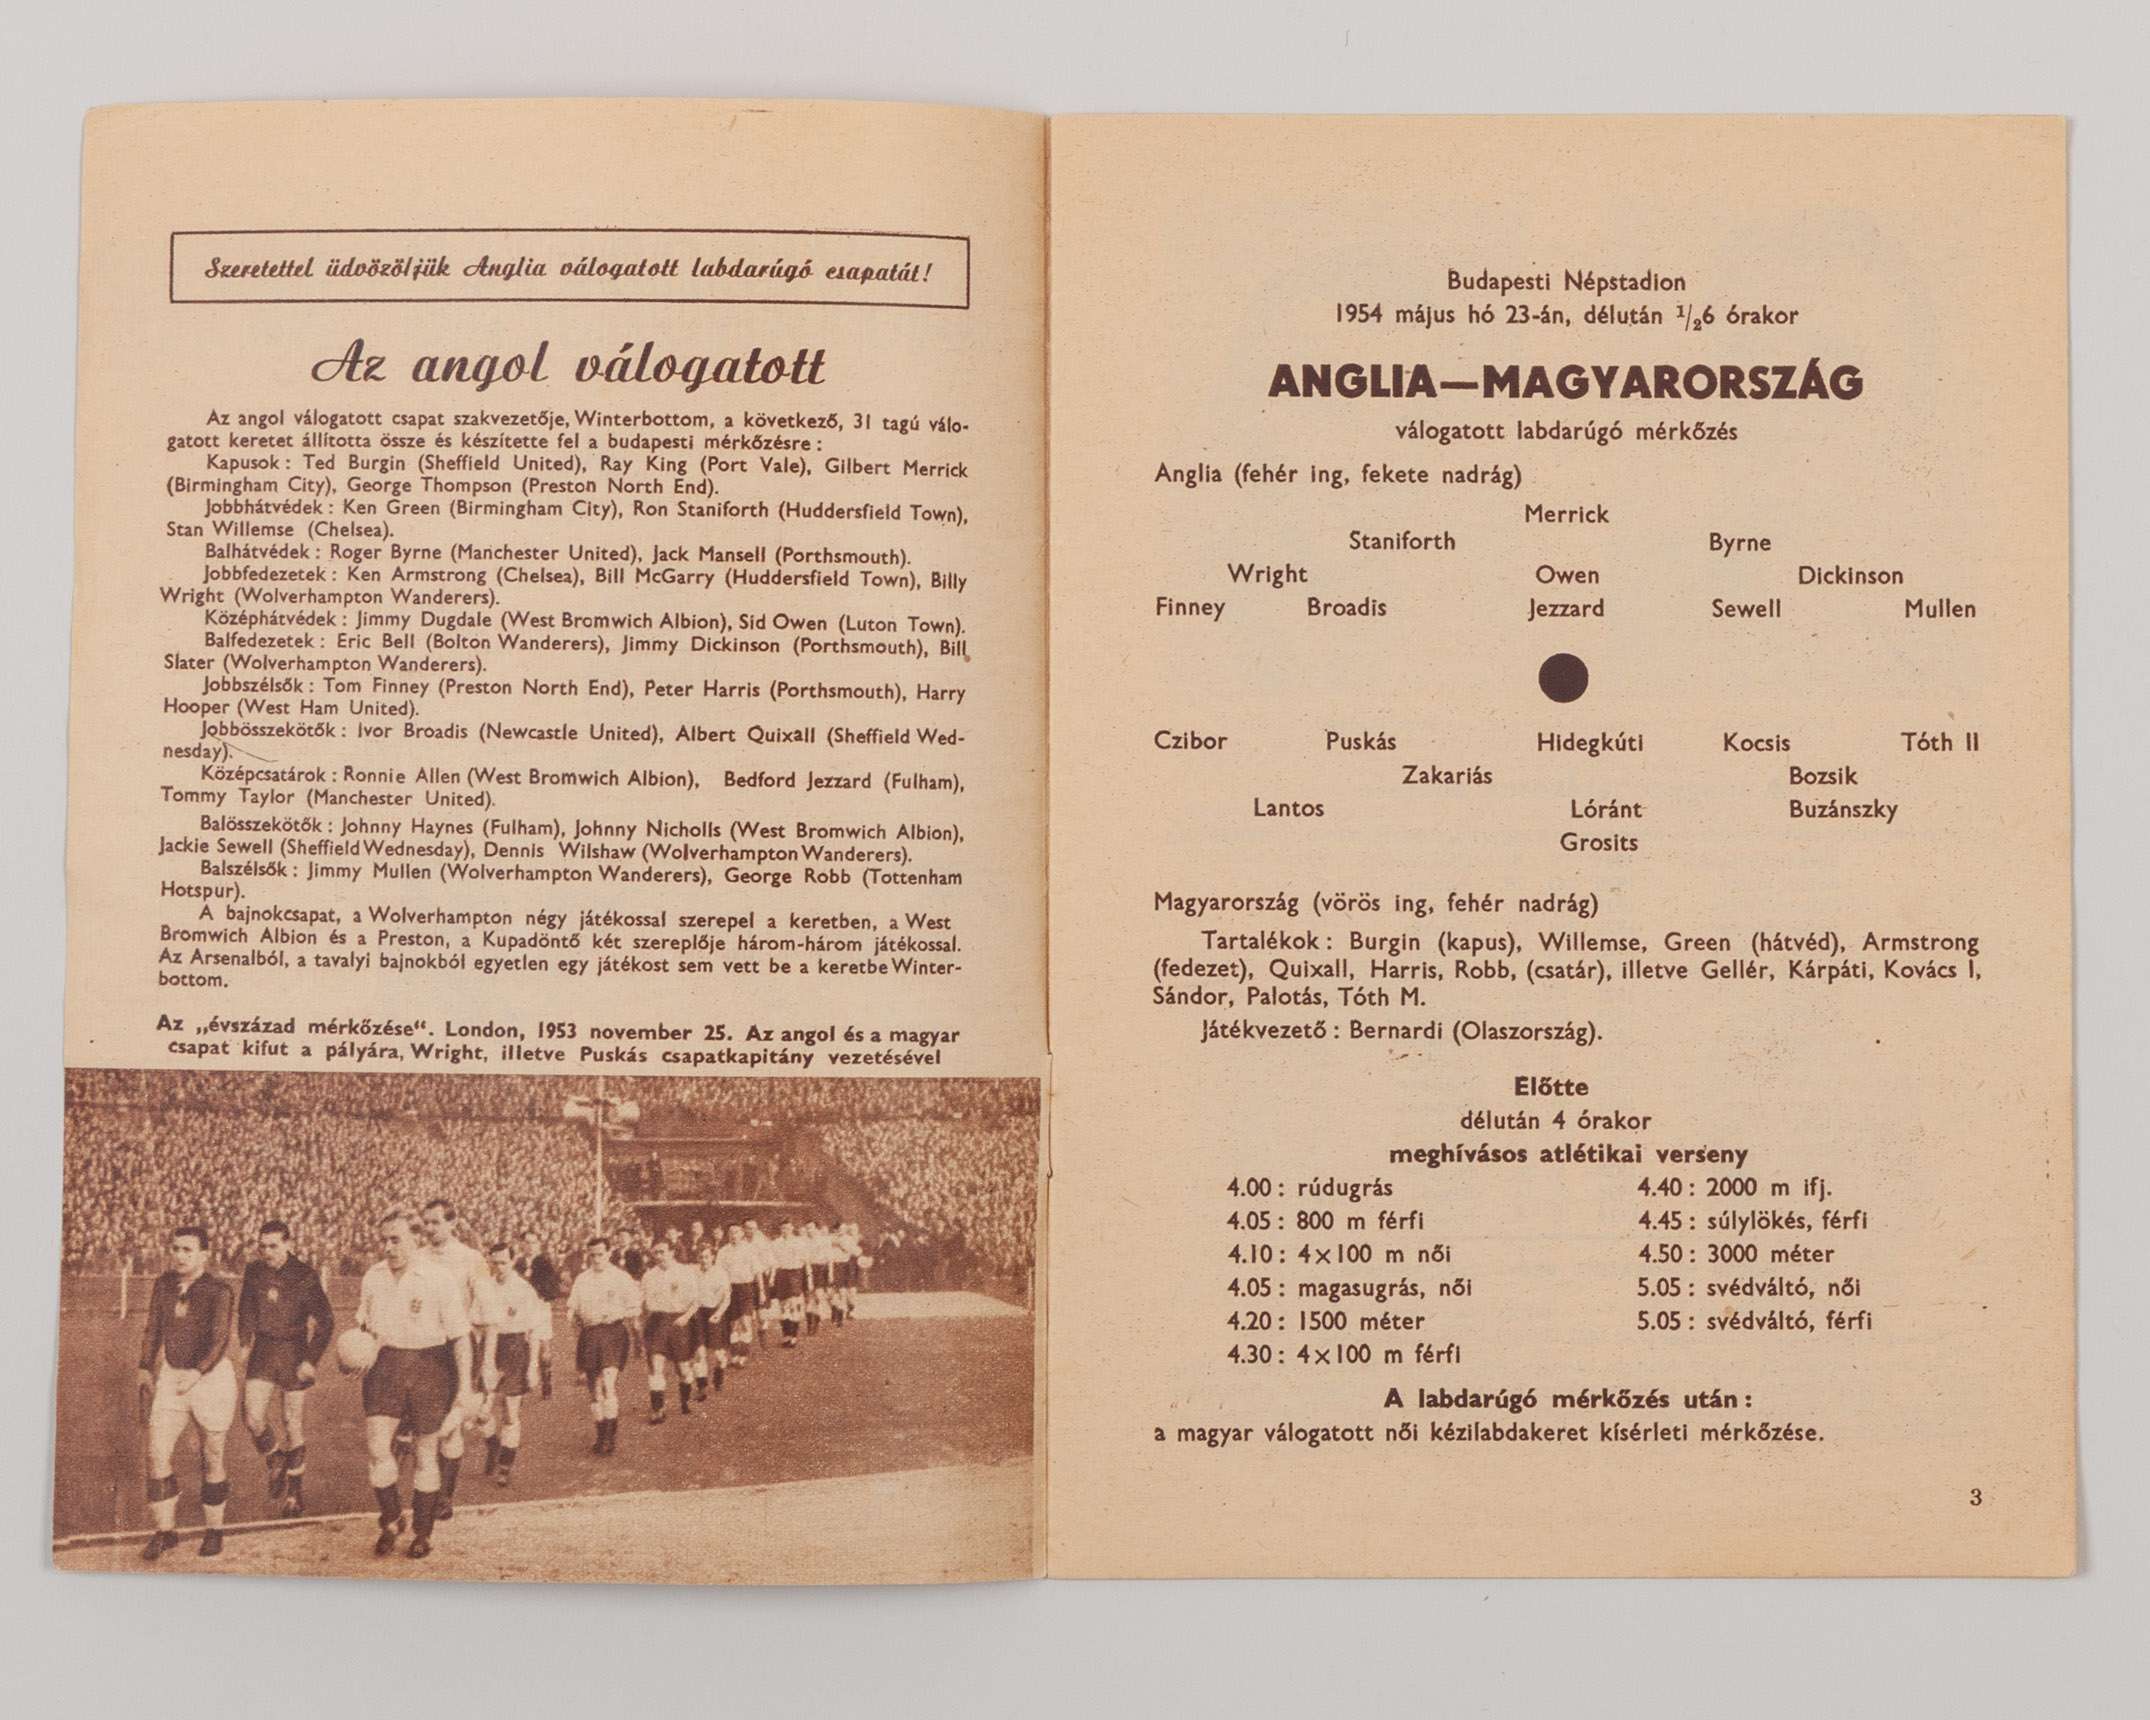 Szeretettel üdvözöljük Anglia válogatott labdarúgó csapatát!
Az angol válogatott
Az angol válogatott csapat szakvezetője, Winterbottom, a következő, 31 tagú válo-
gatott keretet állította össze és készítette fel a budapesti mérkőzésre :
Kapusok : Ted Burgin (Sheffield United), Ray King (Port Vale), Gilbert Merrick
(Birmingham City), George Thompson (Preston North End).
Jobbhátvédek : Ken Green (Birmingham City), Ron Staniforth (Huddersfield Town),
Stan Willemse (Chelsea).
Balhátvédek : Roger Byrne (Manchester United), Jack Mansell (Porthsmouth).
Jobbfedezetek : Ken Armstrong (Chelsea), Bill McGarry (Huddersfield Town), Billy
Wright (Wolverhampton Wanderers).
Középhátvédek : Jimmy Dugdale (West Bromwich Albion), Sid Owen (Luton Town).
Balfedezetek : Eric Bell (Bolton Wanderers), Jimmy Dickinson (Porthsmouth), Bill
Slater (Wolverhampton Wanderers).
Jobbszélsők : Tom Finney (Preston North End), Peter Harris (Porthsmouth), Harry
Hooper (West Ham United).
Jobbösszekötők : Ivor Broadis (Newcastle United), Albert Quixall (Sheffield Wed-
nesday).
Középcsatárok : Ronnie Allen (West Bromwich Albion), Bedford Jezzard (Fulham),
Tommy Taylor (Manchester United).
Balösszekötők : Johnny Haynes (Fulham), Johnny Nicholls (West Bromwich Albion),
Jackie Sewell (Sheffield Wednesday), Dennis Wilshaw (Wolverhampton Wanderers).
Balszélsők : Jimmy Mullen (Wolverhampton Wanderers), George Robb (Tottenham
Hotspur).
A bajnokcsapat, a Wolverhampton négy játékossal szerepel a keretben, a West
Bromwich Albion és a Preston, a Kupadöntő két szereplője három-három játékossal.
Az Arsenalból, a tavalyi bajnokból egyetlen egy játékost sem vett be a keretbe Winter-
bottom.
Az „évszázad mérkőzése“. London, 1953 november 25. Az angol és a magyar
csapat kifut a pályára, Wright, illetve Puskás csapatkapitány vezetésével
Budapesti Népstadion
1954 május hó 23-án, délután 1/26 órakor
ANGLIA—MAGYARORSZÁG
válogatott labdarúgó mérkőzés
Anglia (fehér ing, fekete nadrág)
Merrick
Staniforth Byrne
Wright Owen Dickinson
Finney Broadis Jezzard Sewell Mullen
Czibor Puskás Hidegkúti Kocsis Tóth II
Zakariás Bozsik
Lantos Lóránt Buzánszky
Grosits
Magyarország (vörös ing, fehér nadrág)
Tartalékok : Burgin (kapus), Willemse, Green (hátvéd), Armstrong
(fedezet), Quixall, Harris, Robb, (csatár), illetve Gellér, Kárpáti, Kovács I,
Sándor, Palotás, Tóth M.
Játékvezető : Bernardi (Olaszország).
Előtte
délután 4 órakor
meghívásos atlétikai verseny
4.00 : rúdugrás 4.40 : 2000 m ifj.
4.05 : 800 m férfi 4.45 : súlylökés, férfi
4.10 : 4×100 m női 4.50 : 3000 méter
4.05 : magasugrás, női 5.05 : svédváltó, női
4.20 : 1500 méter 5.05 : svédváltó, férfi
4.30 : 4×100 m férfi
A labdarúgó mérkőzés után :
a magyar válogatott női kézilabdakeret kísérleti mérkőzése.
3